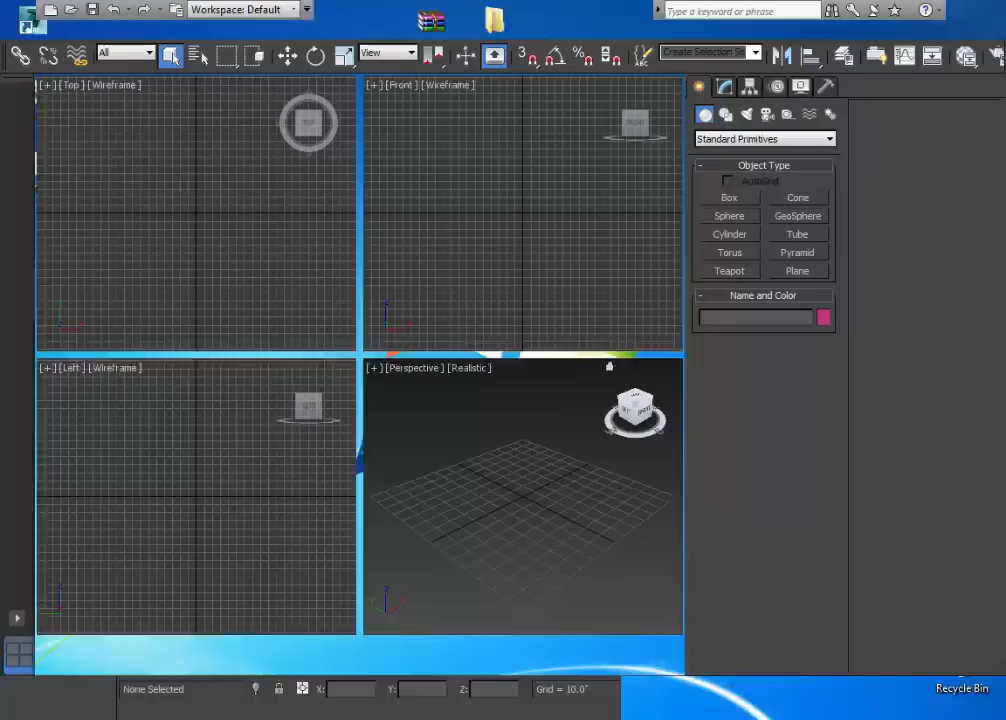 Workspace: Default
Type a keyword or phrase
All
View
Create Selection Se
[+] [Top] [Wireframe]
[+] [Front] [Wireframe]
TOP
Standard Primitives
Object Type
AutoGrid
Box
Cone
Sphere
GeoSphere
Cylinder
Tube
Torus
Pyramid
Teapot
Plane
Name and Color
[+] [Left] [Wireframe]
[+] [Perspective] [Realistic]
None Selected
X:
Y:
Z:
Grid = 10.0"
Recycle Bin